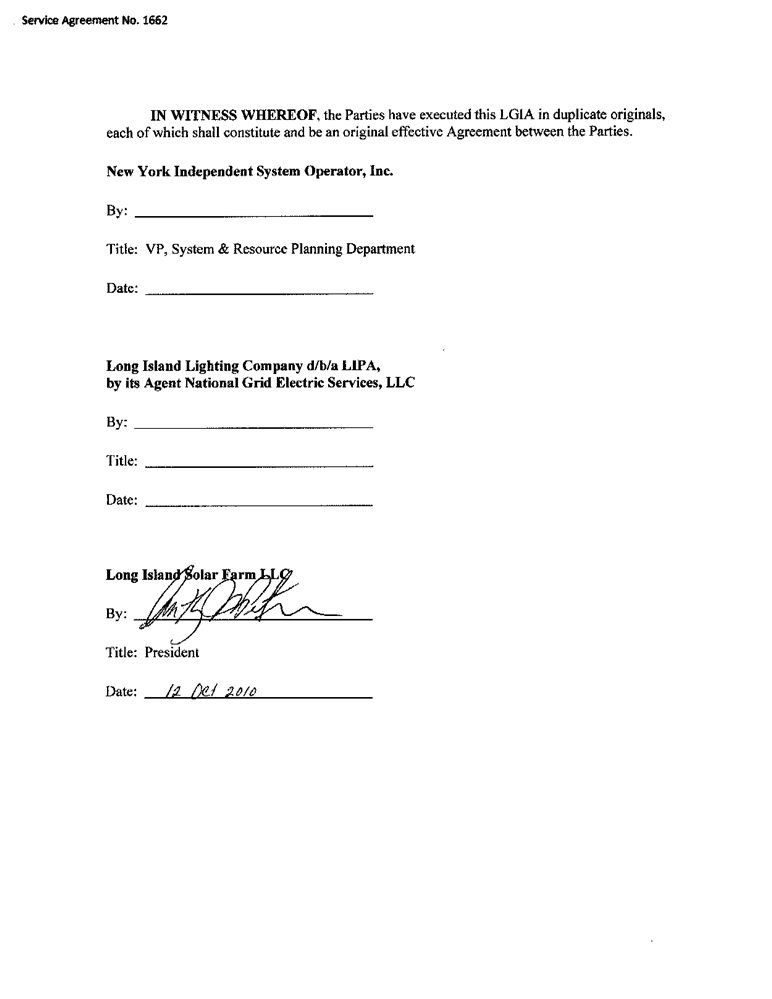 Service Agreement No. 1662
IN WITNESS WHEREOF, the Parties have executed this LGIA in duplicate originals,
each of which shall constitute and be an original effective Agreement between the Parties.
New York Independent System Operator, Inc.
By:
Title: VP, System & Resource Planning Department
Date:
Long Island Lighting Company d/b/a LIPA,
by its Agent National Grid Electric Services, LLC
By:
Title:
Date:
Long Island Solar Farm LLC
By:
Title: President
Date: 12 Oct 2010